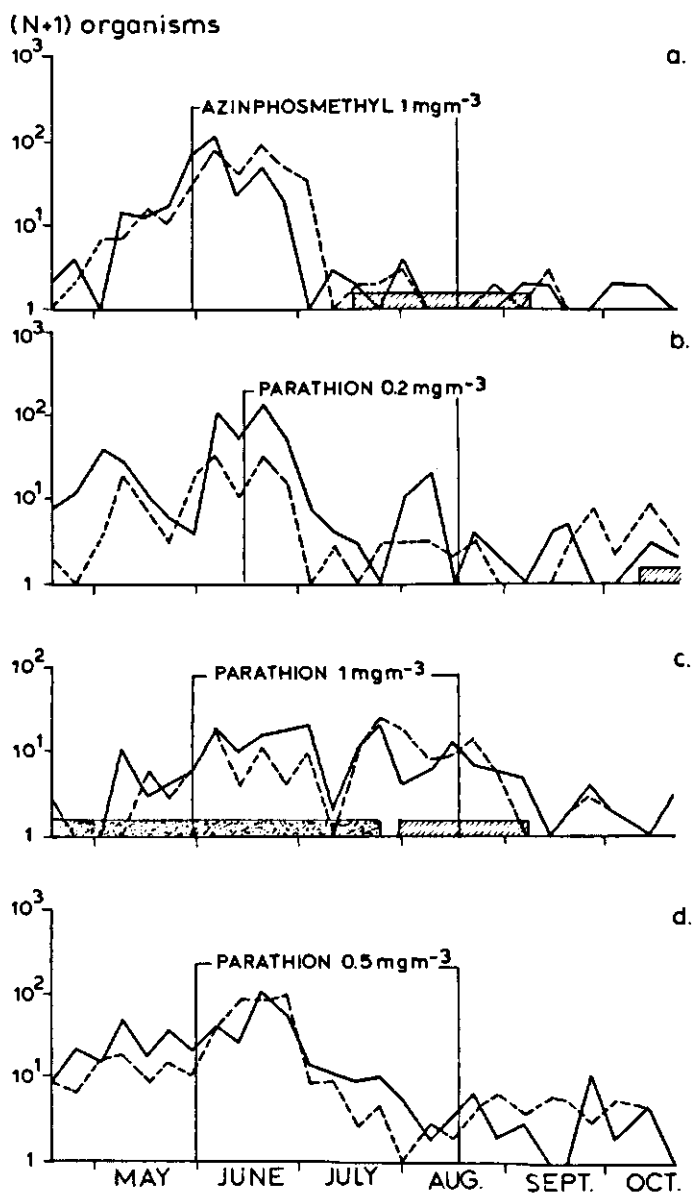 (N+1) organisms
10³
a.
AZINPHOSMETHYL 1 mgm⁻³
10²
10¹
1
10³
b.
PARATHION 0.2 mgm⁻³
10²
10¹
1
10²
c.
PARATHION 1 mgm⁻³
10¹
1
10³
d.
PARATHION 0.5 mgm⁻³
10²
10¹
1
MAY JUNE JULY AUG. SEPT. OCT.